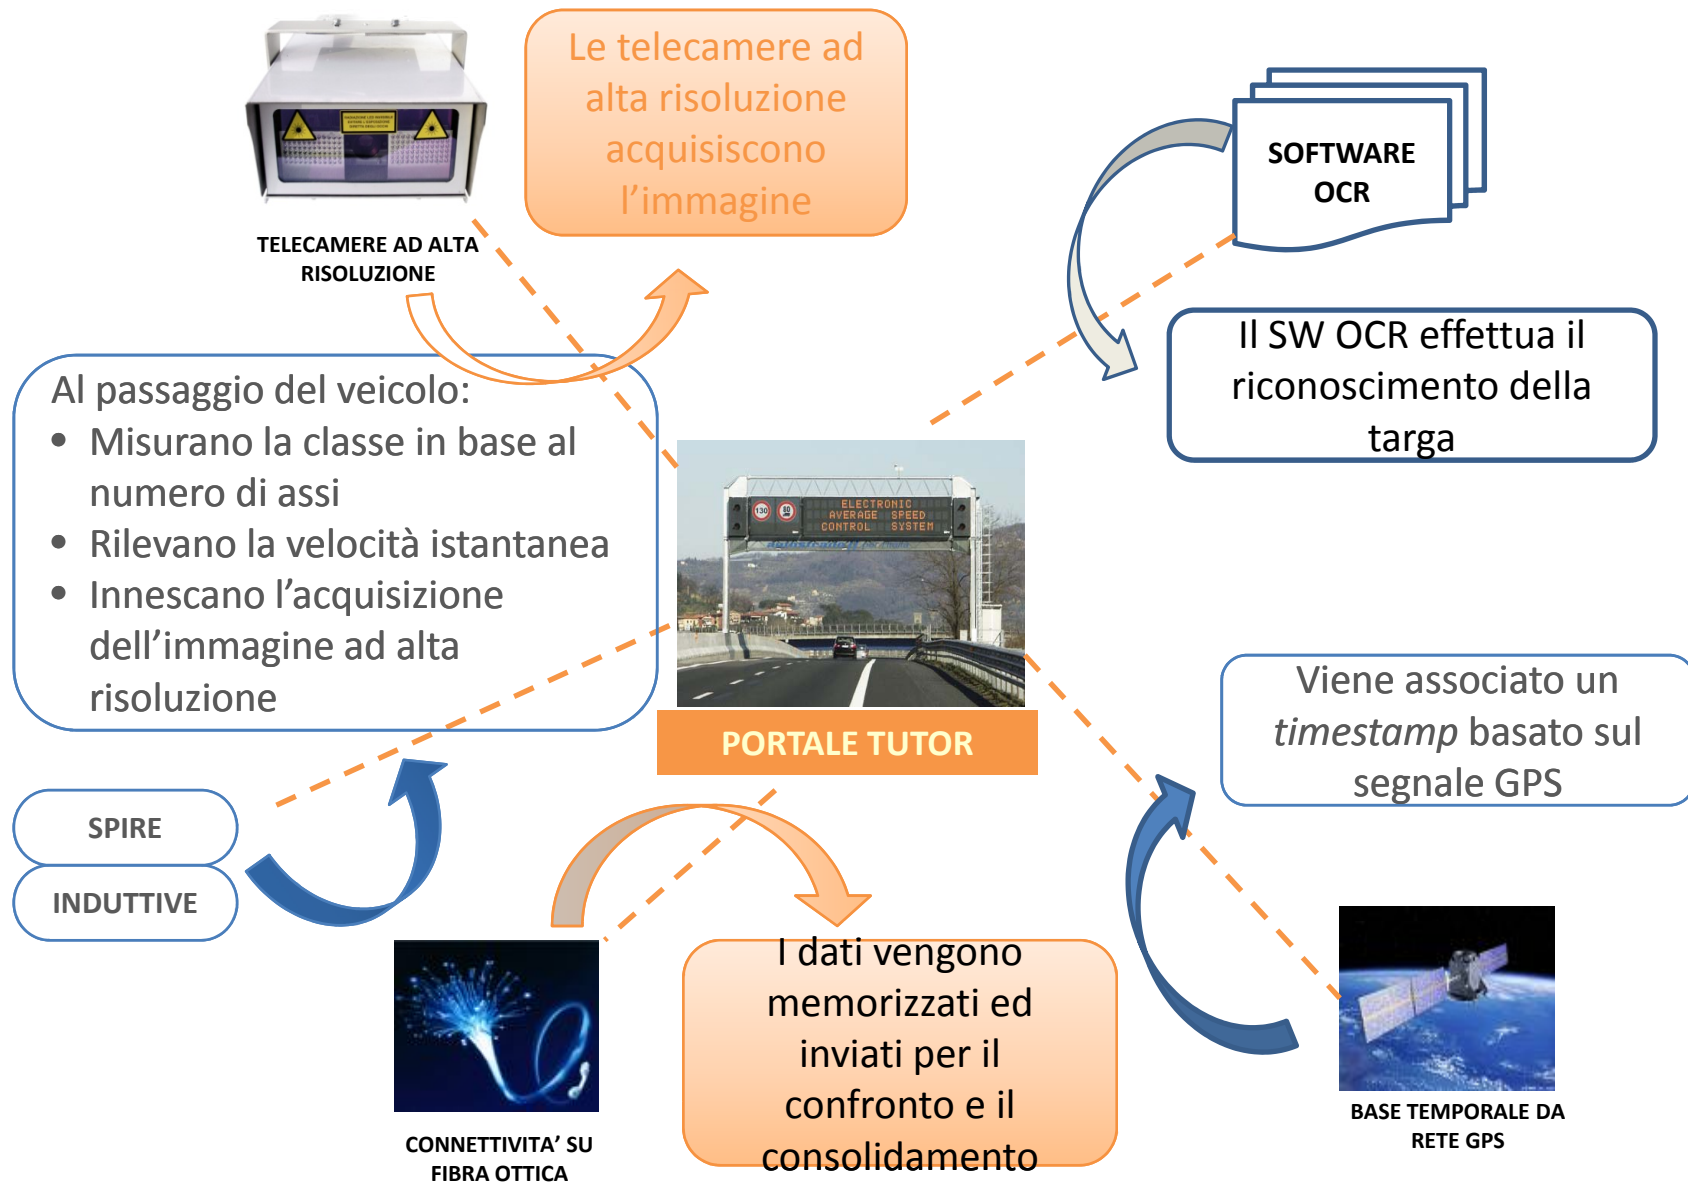 Le telecamere ad
alta risoluzione
acquisiscono
l’immagine
TELECAMERE AD ALTA
RISOLUZIONE
SOFTWARE
OCR
Il SW OCR effettua il
riconoscimento della
targa
Al passaggio del veicolo:
• Misurano la classe in base al
numero di assi
• Rilevano la velocità istantanea
• Innescano l’acquisizione
dell’immagine ad alta
risoluzione
130
80
ELECTRONIC
AVERAGE SPEED
CONTROL SYSTEM
PORTALE TUTOR
Viene associato un
timestamp basato sul
segnale GPS
SPIRE
INDUTTIVE
I dati vengono
memorizzati ed
inviati per il
confronto e il
consolidamento
CONNETTIVITA’ SU
FIBRA OTTICA
BASE TEMPORALE DA
RETE GPS